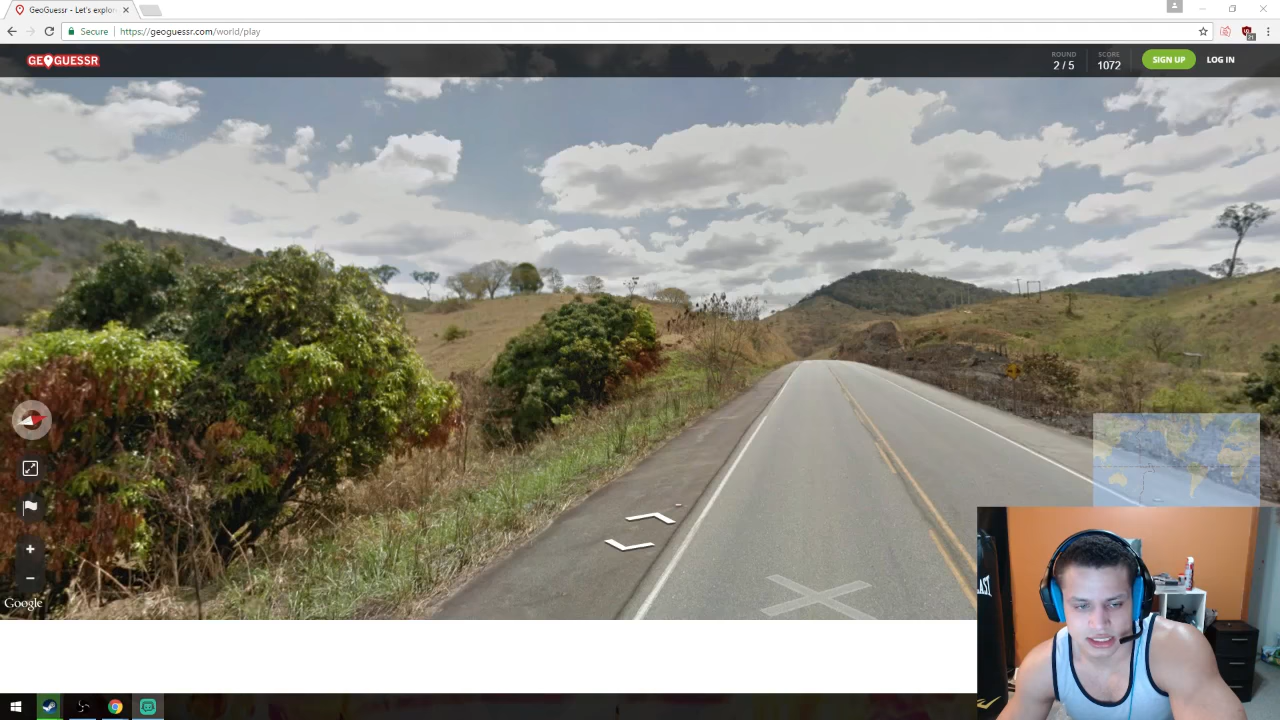 GeoGuessr - Let's explor
Secure
https://geoguessr.com/world/play
GEOGUESSR
ROUND
2 / 5
SCORE
1072
SIGN UP
LOG IN
Google